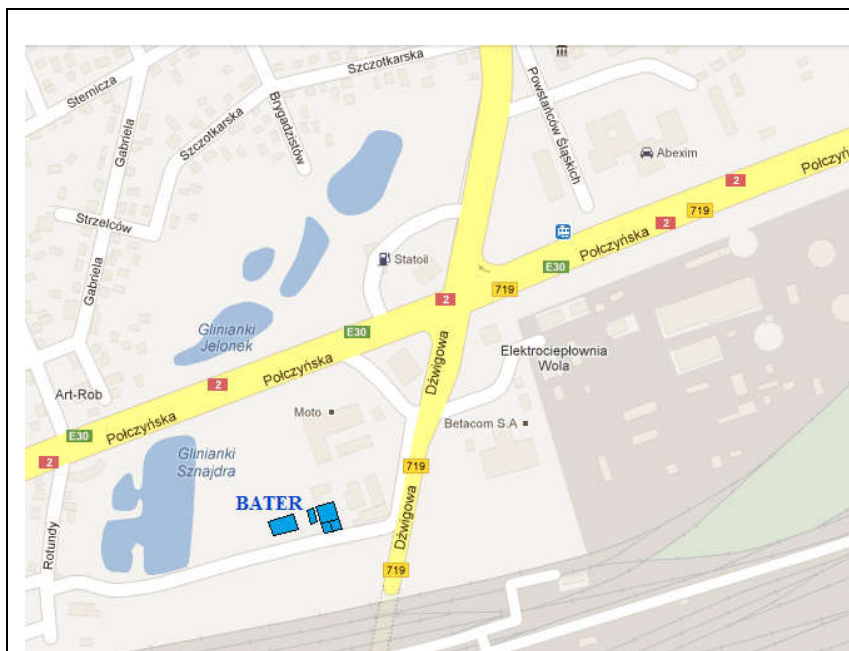 Szczotkarska
Sternicza
Szczotkarska
Brygadzistów
Gabriela
Powstańców Śląskich
Abexim
Połczyńska
2
719
2
Strzelców
Połczyńska
E30
Statoil
719
2
Gabriela
Glinianki
Jelonek
E30
Dźwigowa
Elektrociepłownia
Wola
Połczyńska
2
Art-Rob
Moto
Betacom S.A
E30
Połczyńska
Glinianki
Sznajdra
2
719
BATER
Rotundy
Dźwigowa
719